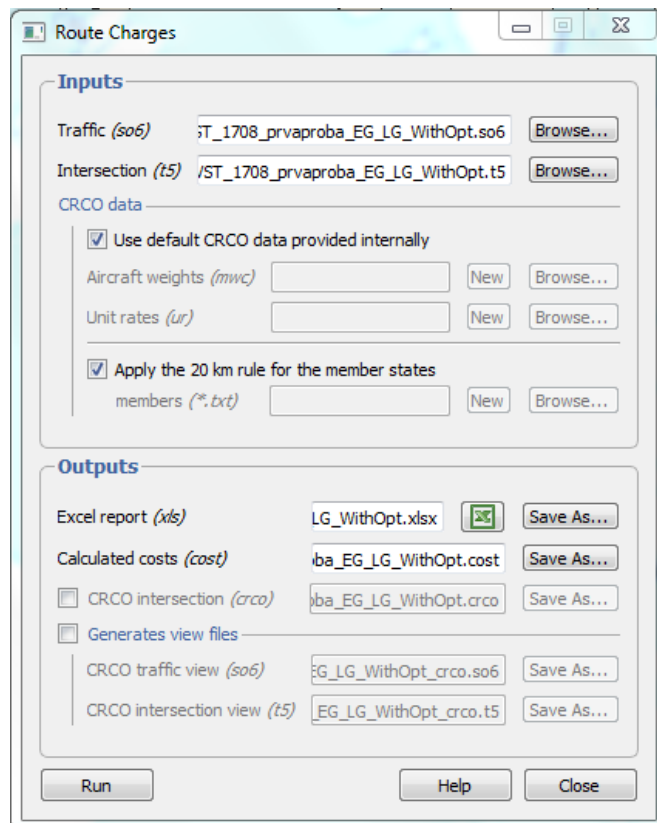 Route Charges
Inputs
Traffic (so6) ST_1708_prvaproba_EG_LG_WithOpt.so6 Browse...
Intersection (t5) /ST_1708_prvaproba_EG_LG_WithOpt.t5 Browse...
CRCO data
Use default CRCO data provided internally
Aircraft weights (mwc) New Browse...
Unit rates (ur) New Browse...
Apply the 20 km rule for the member states
members (*.txt) New Browse...
Outputs
Excel report (xls) LG_WithOpt.xlsx Save As...
Calculated costs (cost) ba_EG_LG_WithOpt.cost Save As...
CRCO intersection (crco) ba_EG_LG_WithOpt.crco Save As...
Generates view files
CRCO traffic view (so6) EG_LG_WithOpt_crco.so6 Save As...
CRCO intersection view (t5) _EG_LG_WithOpt_crco.t5 Save As...
Run Help Close